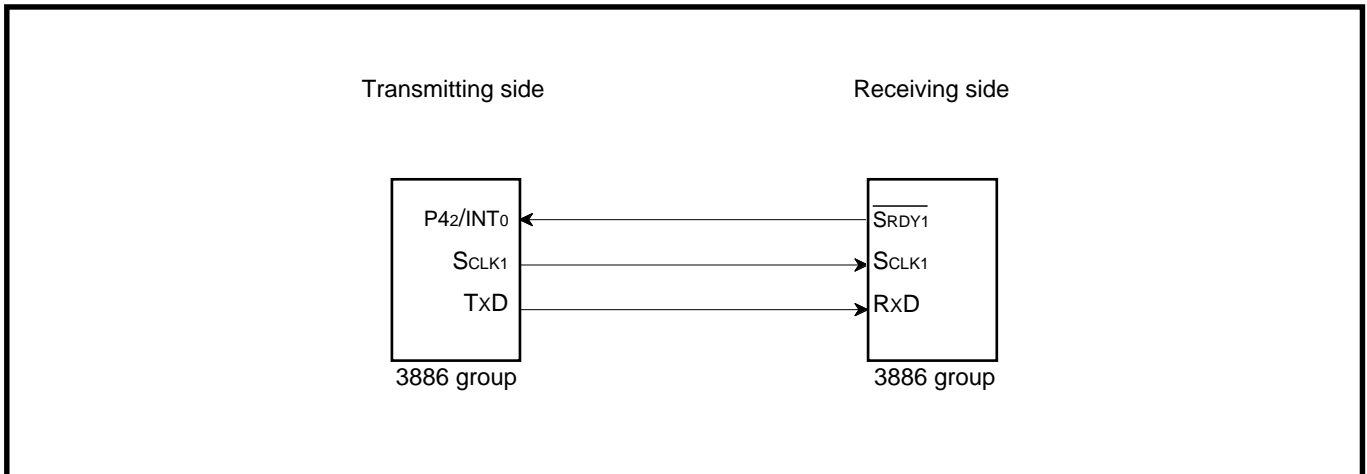 Transmitting side
Receiving side
P42/INT0
SCLK1
TXD
3886 group
SRDY1
SCLK1
RXD
3886 group